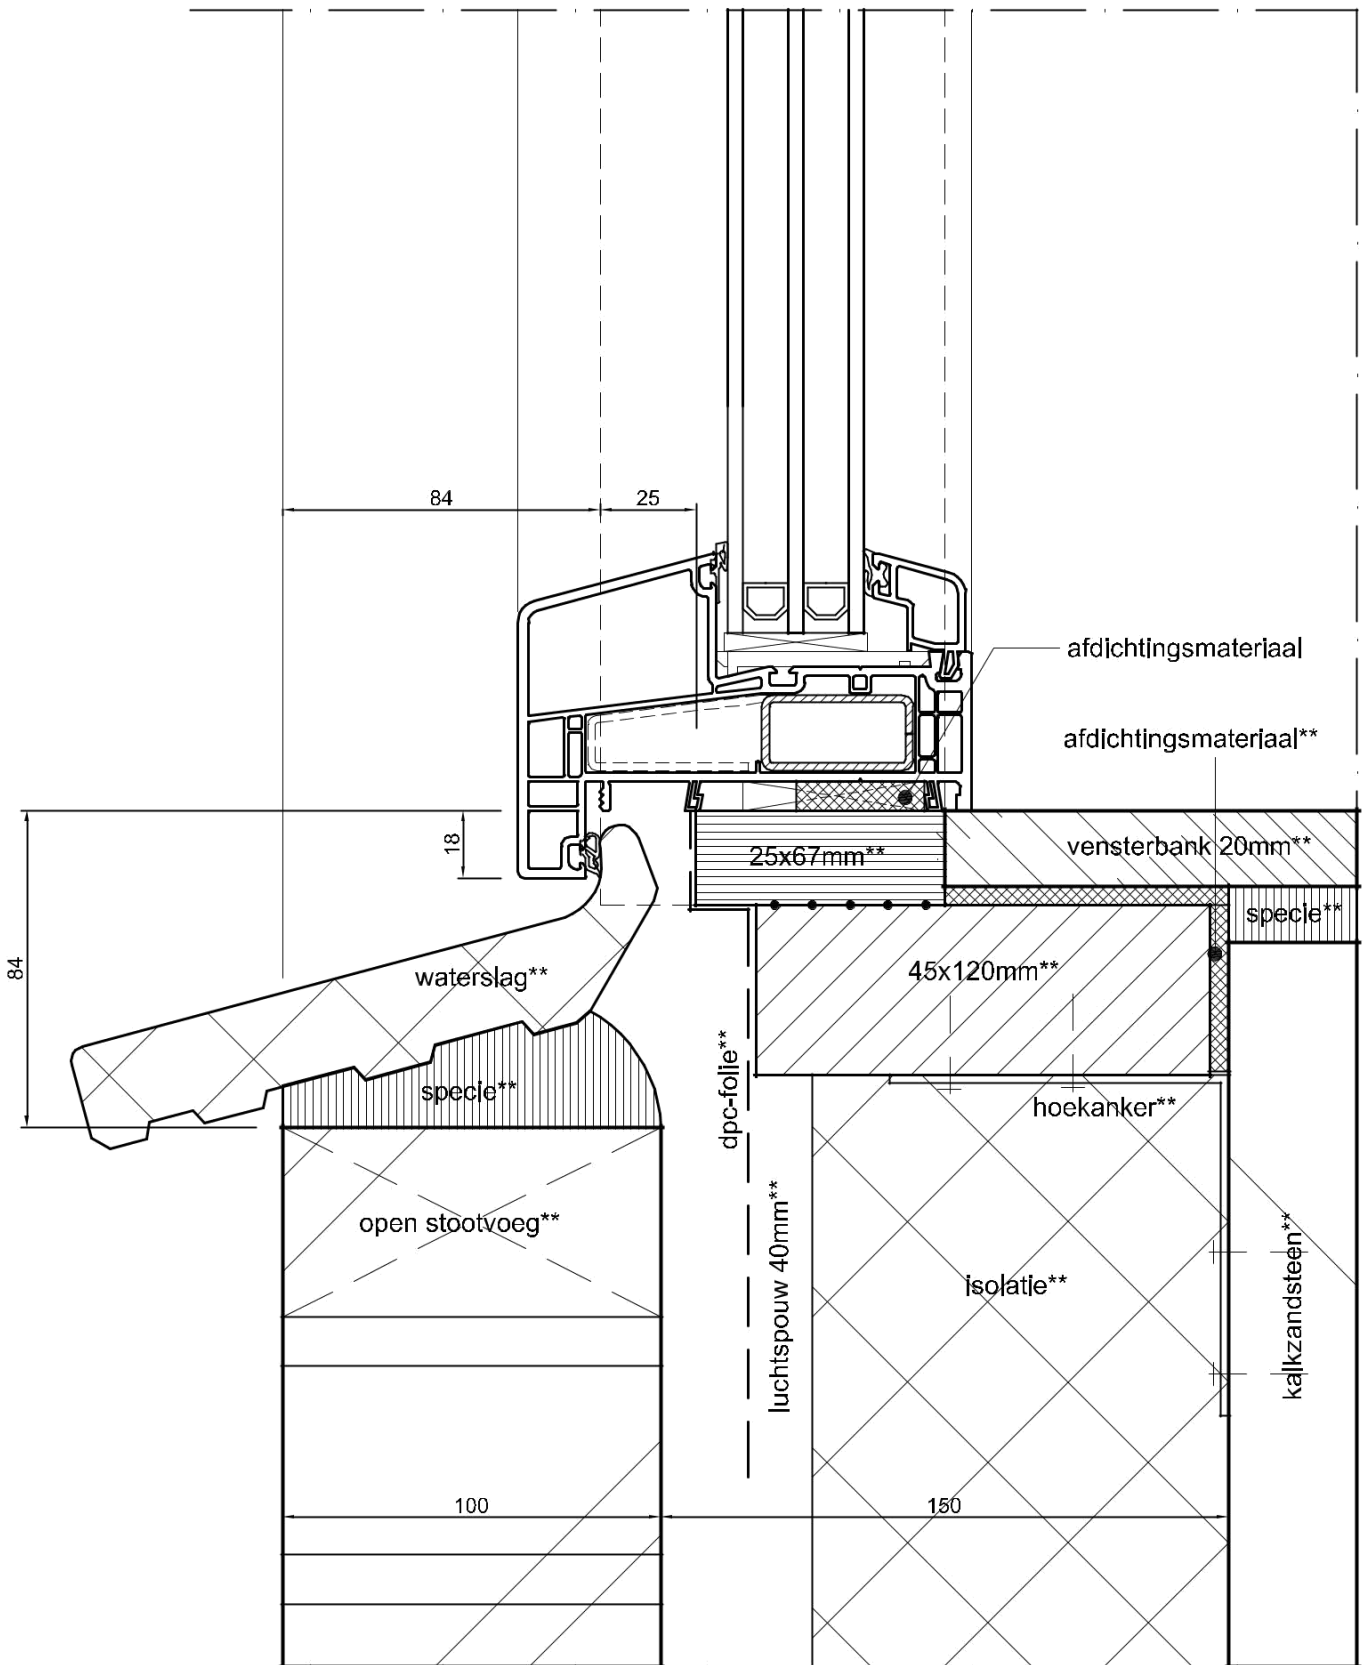 84
25
afdichtingsmateriaal
afdichtingsmateriaal**
18
25x67mm**
vensterbank 20mm**
specie**
84
waterslag**
45x120mm**
specie**
dpc-folie**
hoekanker**
open stootvoeg**
luchtspouw 40mm**
isolatie**
kalkzandsteen**
100
150